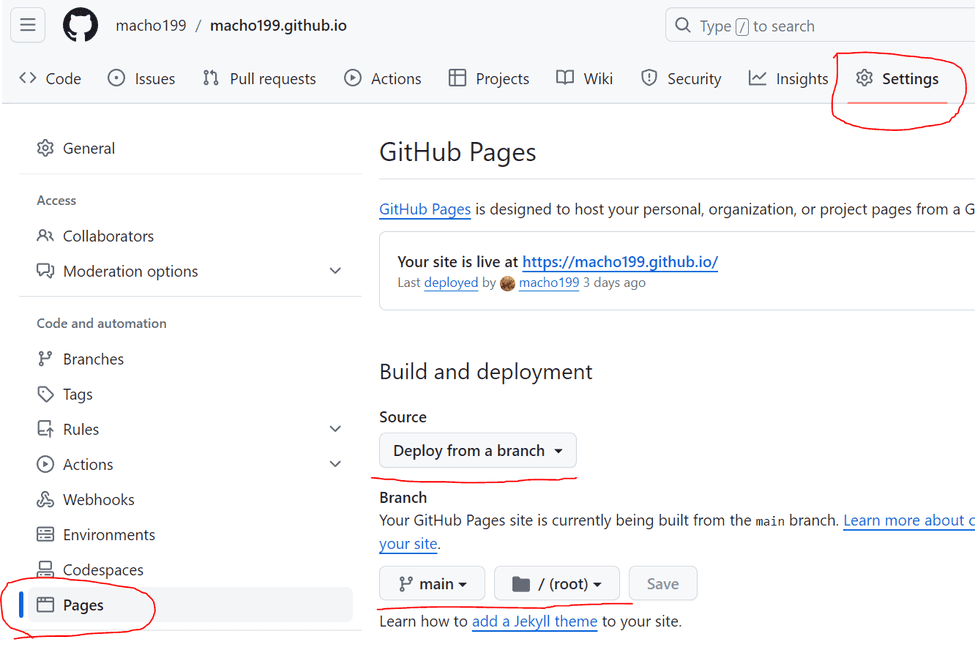 macho199 / macho199.github.io
Type / to search
Code Issues Pull requests Actions Projects Wiki Security Insights Settings
General
Access
Collaborators
Moderation options
Code and automation
Branches
Tags
Rules
Actions
Webhooks
Environments
Codespaces
Pages
GitHub Pages
GitHub Pages is designed to host your personal, organization, or project pages from a G
Your site is live at https://macho199.github.io/
Last deployed by macho199 3 days ago
Build and deployment
Source
Deploy from a branch
Branch
Your GitHub Pages site is currently being built from the main branch. Learn more about c
your site.
main / (root) Save
Learn how to add a Jekyll theme to your site.